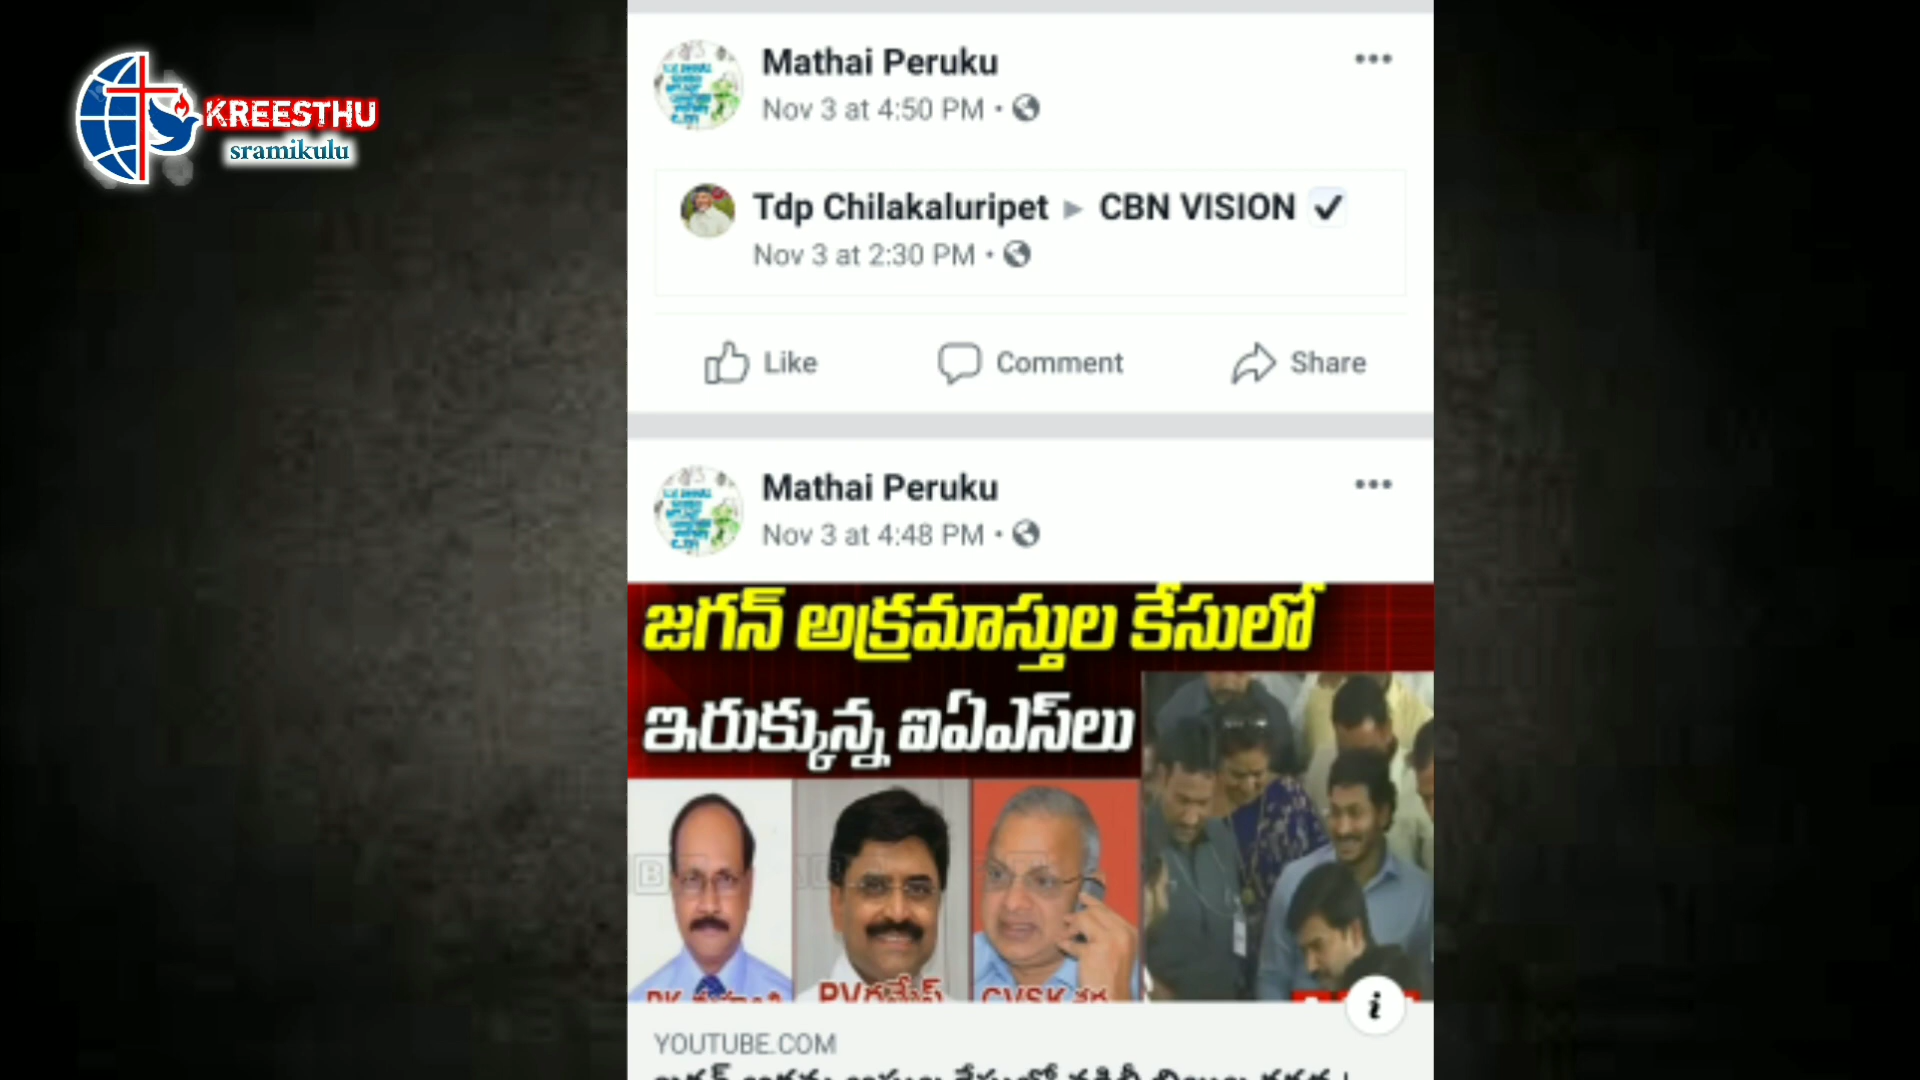 KREESTHU
sramikulu
Mathai Peruku
Nov 3 at 4:50 PM
Tdp Chilakaluripet ▸ CBN VISION ✔
Nov 3 at 2:30 PM
Like Comment Share
Mathai Peruku
Nov 3 at 4:48 PM
జగన్ అక్రమాస్తుల కేసులో
ఇరుక్కున్న ఐఏఎస్‌లు
PVరమేష్
YOUTUBE.COM